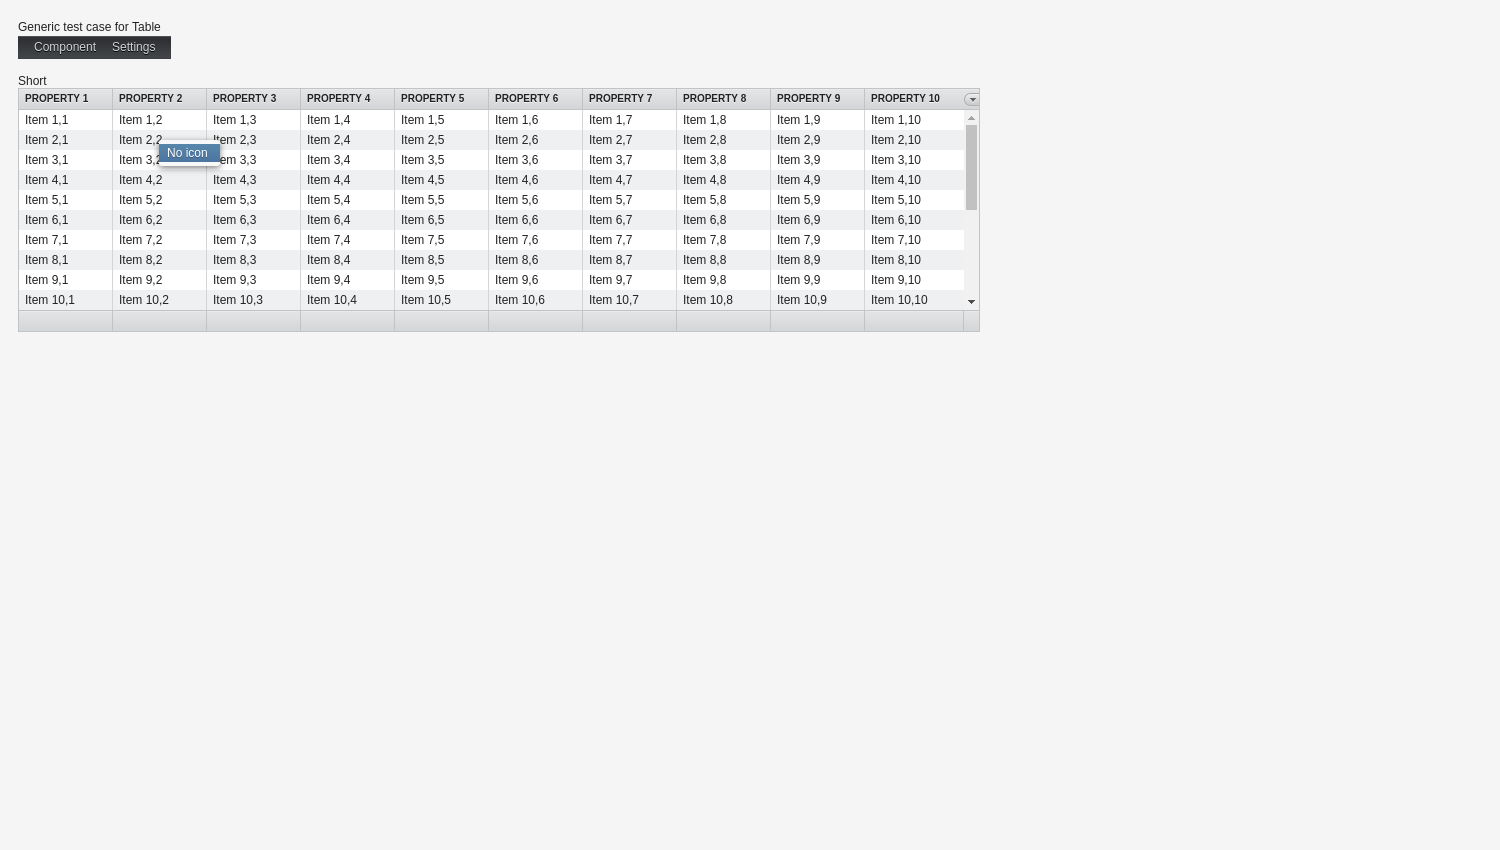 Generic test case for Table
Component Settings
Short
PROPERTY 1 PROPERTY 2 PROPERTY 3 PROPERTY 4 PROPERTY 5 PROPERTY 6 PROPERTY 7 PROPERTY 8 PROPERTY 9 PROPERTY 10
Item 1,1 Item 1,2 Item 1,3 Item 1,4 Item 1,5 Item 1,6 Item 1,7 Item 1,8 Item 1,9 Item 1,10
Item 2,1 Item 2,2 Item 2,3 Item 2,4 Item 2,5 Item 2,6 Item 2,7 Item 2,8 Item 2,9 Item 2,10
No icon
Item 3,1 Item 3,2 Item 3,3 Item 3,4 Item 3,5 Item 3,6 Item 3,7 Item 3,8 Item 3,9 Item 3,10
Item 4,1 Item 4,2 Item 4,3 Item 4,4 Item 4,5 Item 4,6 Item 4,7 Item 4,8 Item 4,9 Item 4,10
Item 5,1 Item 5,2 Item 5,3 Item 5,4 Item 5,5 Item 5,6 Item 5,7 Item 5,8 Item 5,9 Item 5,10
Item 6,1 Item 6,2 Item 6,3 Item 6,4 Item 6,5 Item 6,6 Item 6,7 Item 6,8 Item 6,9 Item 6,10
Item 7,1 Item 7,2 Item 7,3 Item 7,4 Item 7,5 Item 7,6 Item 7,7 Item 7,8 Item 7,9 Item 7,10
Item 8,1 Item 8,2 Item 8,3 Item 8,4 Item 8,5 Item 8,6 Item 8,7 Item 8,8 Item 8,9 Item 8,10
Item 9,1 Item 9,2 Item 9,3 Item 9,4 Item 9,5 Item 9,6 Item 9,7 Item 9,8 Item 9,9 Item 9,10
Item 10,1 Item 10,2 Item 10,3 Item 10,4 Item 10,5 Item 10,6 Item 10,7 Item 10,8 Item 10,9 Item 10,10